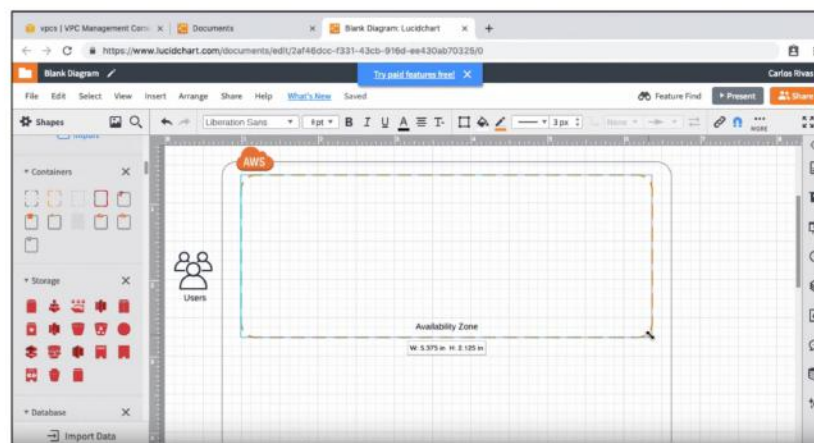 vpcs | VPC Management Con
Documents
Blank Diagram: Lucidchart
https://www.lucidchart.com/documents/edit/2af46dcc-f331-43cb-916d-ee430ab70325/0
Blank Diagram
Try paid features free!
Carlos Rivas
File Edit Select View Insert Arrange Share Help What's New Saved
Feature Find
Present
Share
Shapes
Liberation Sans
8pt
B I U A T
3 px
None
MORE
Import
AWS
Containers
Users
Storage
Availability Zone
W: 5.375 in H: 2.125 in
Database
Import Data